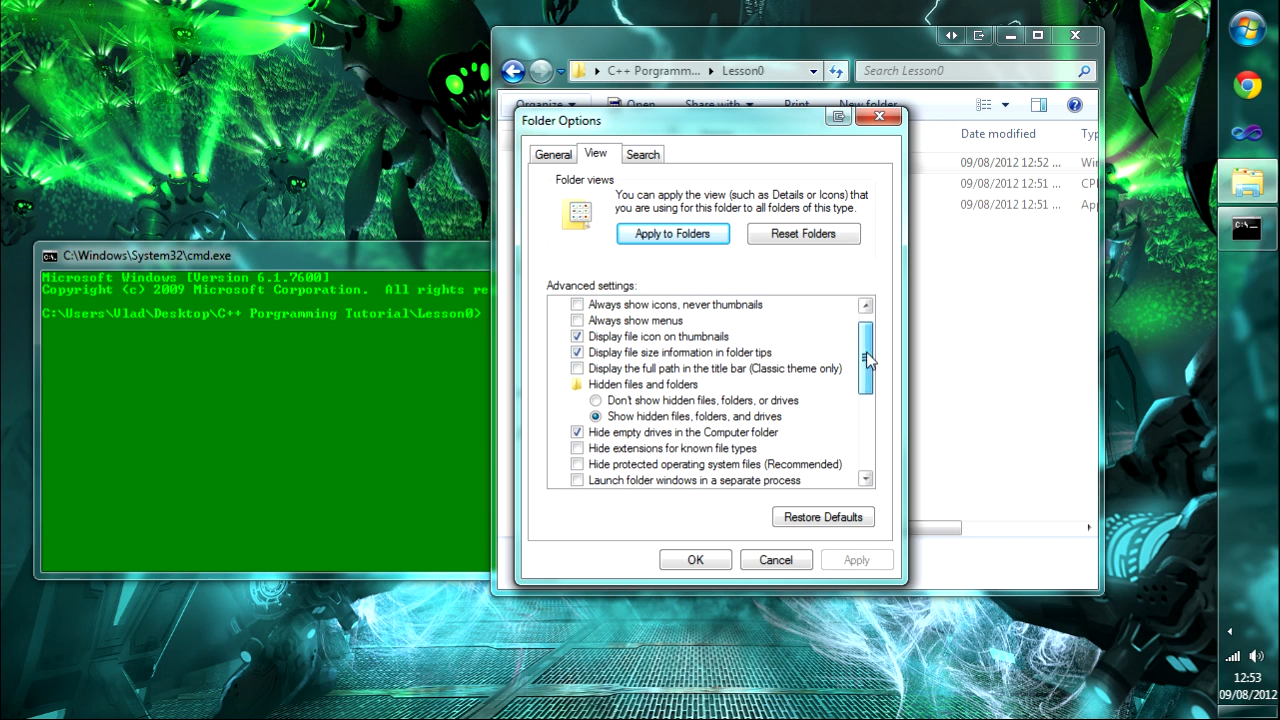 C++ Porgramm...
Lesson0
Search Lesson0
Organize
Open
Share with
Print
New folder
Date modified
Typ
09/08/2012 12:52 ...
Win
09/08/2012 12:51 ...
CPI
09/08/2012 12:51 ...
App
Folder Options
General
View
Search
Folder views
You can apply the view (such as Details or Icons) that
you are using for this folder to all folders of this type.
Apply to Folders
Reset Folders
Advanced settings:
Always show icons, never thumbnails
Always show menus
Display file icon on thumbnails
Display file size information in folder tips
Display the full path in the title bar (Classic theme only)
Hidden files and folders
Don't show hidden files, folders, or drives
Show hidden files, folders, and drives
Hide empty drives in the Computer folder
Hide extensions for known file types
Hide protected operating system files (Recommended)
Launch folder windows in a separate process
Restore Defaults
OK
Cancel
Apply
C:\Windows\System32\cmd.exe
Microsoft Windows [Version 6.1.7600]
Copyright (c) 2009 Microsoft Corporation. All rights re
C:\Users\Vlad\Desktop\C++ Porgramming Tutorial\Lesson0>
12:53
09/08/2012